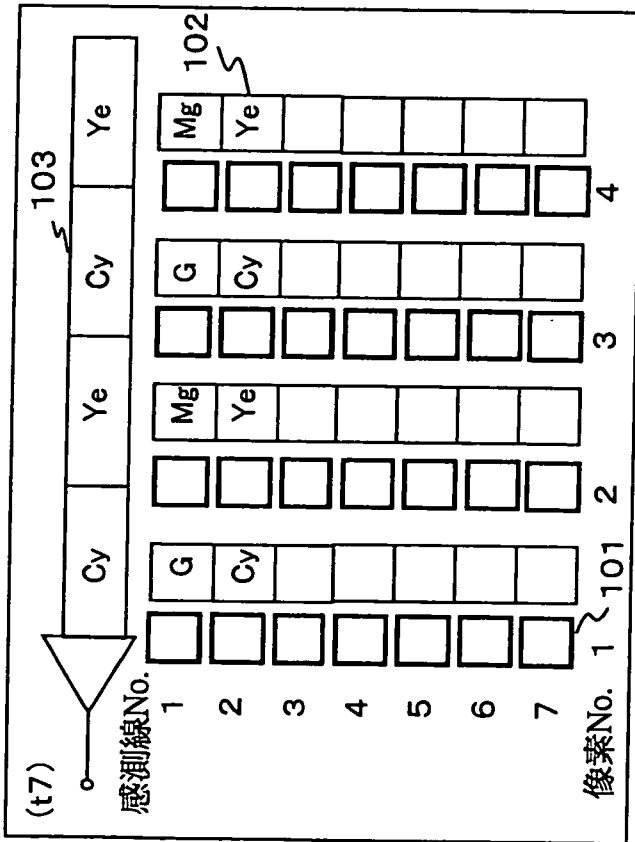 (t7)
103
Cy Ye Cy Ye
102
感測線No.
1 G Mg G Mg
2 Cy Ye Cy Ye
3
4
5
6
7
101
像素No. 1 2 3 4